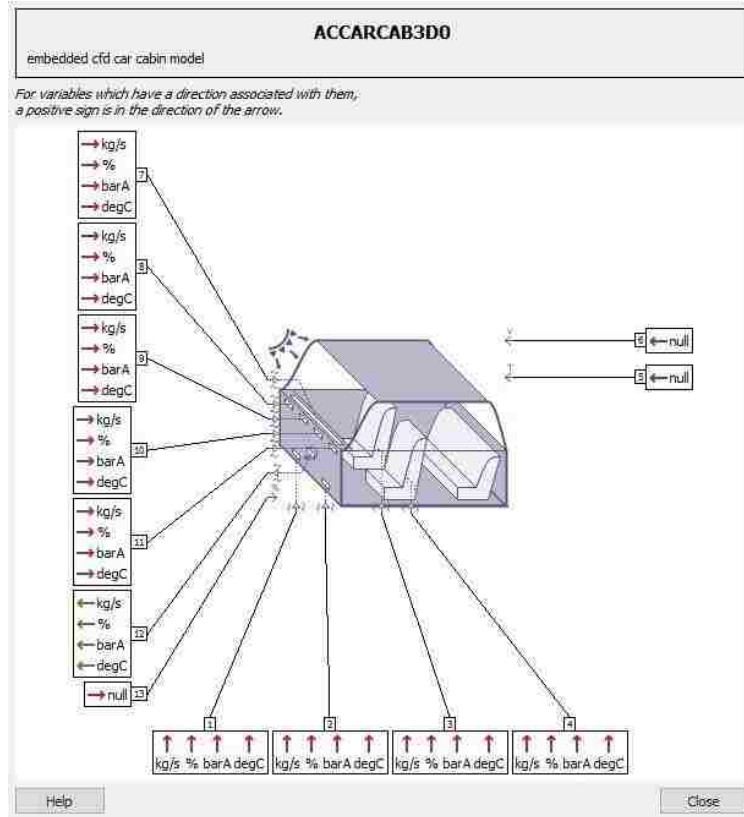 ACCARCAB3D0
embedded cfd car cabin model
For variables which have a direction associated with them,
a positive sign is in the direction of the arrow.
kg/s
%
barA
degC
7
kg/s
%
barA
degC
8
kg/s
%
barA
degC
9
kg/s
%
barA
degC
10
kg/s
%
barA
degC
11
kg/s
%
barA
degC
12
null 13
V
6 null
T
5 null
1
kg/s % barA degC
2
kg/s % barA degC
3
kg/s % barA degC
4
kg/s % barA degC
Help
Close